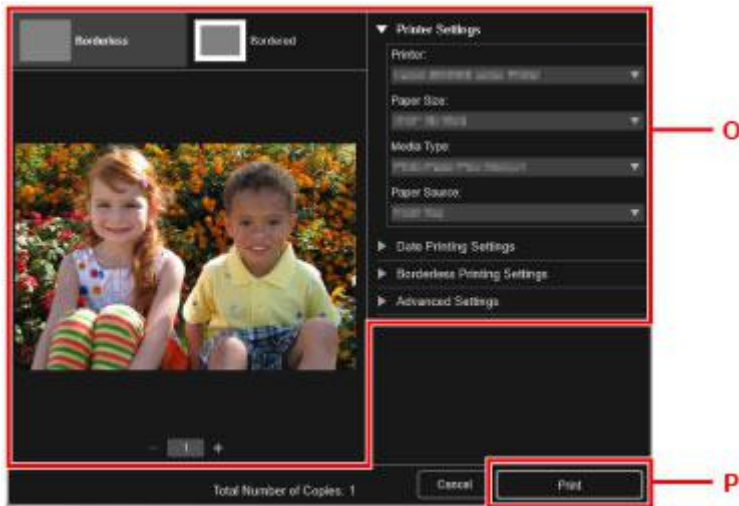 Borderless
Bordered
Printer Settings
Printer:
Paper Size:
Media Type:
Paper Source:
Date Printing Settings
Borderless Printing Settings
Advanced Settings
O
1
Total Number of Copies: 1
Cancel
Print
P